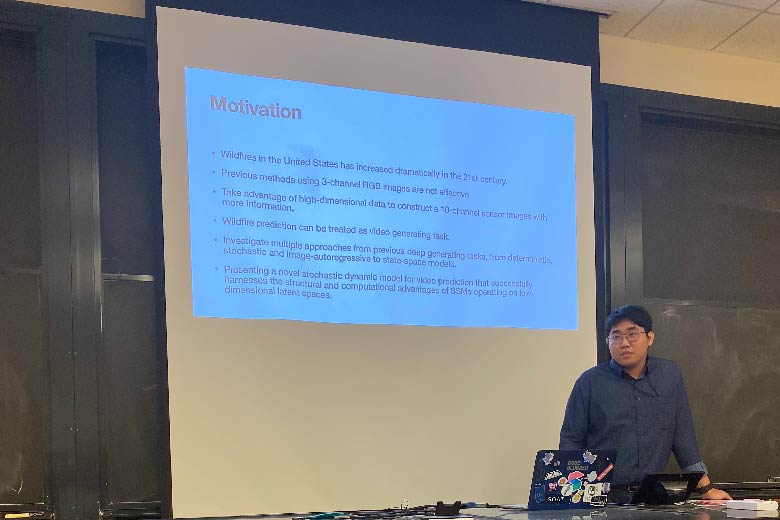 Motivation
• Wildfires in the United States has increased dramatically in the 21st century.
• Previous methods using 3-channel RGB images are not effective
• Take advantage of high-dimensional data to construct a 10-channel sensor images with
more information.
• Wildfire prediction can be treated as video generating task.
• Investigate multiple approaches from previous deep generating tasks, from deterministic,
stochastic and Image-autoregressive to state-space models.
• Presenting a novel stochastic dynamic model for video prediction that successfully
harnesses the structural and computational advantages of SSMs operating on low-
dimensional latent spaces.